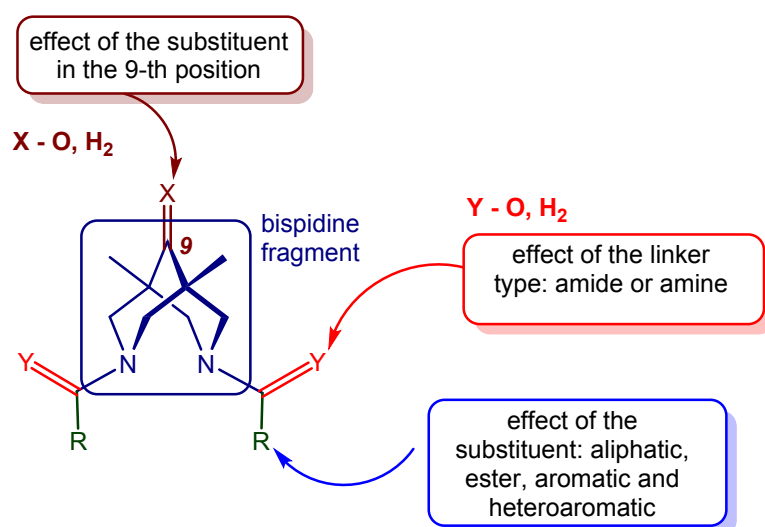 effect of the substituent
in the 9-th position
X - O, H₂
X
9
bispidine
fragment
Y - O, H₂
effect of the linker
type: amide or amine
Y
N
N
Y
R
R
effect of the
substituent: aliphatic,
ester, aromatic and
heteroaromatic